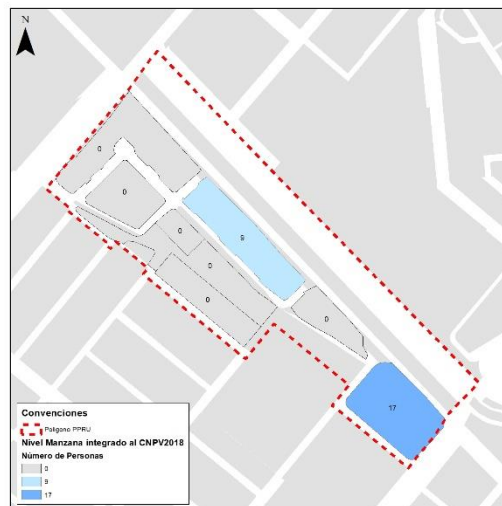 N
0
0
0
9
0
0
0
17
Convenciones
Poligono PPRU
Nivel Manzana integrado al CNPV2018
Número de Personas
0
9
17